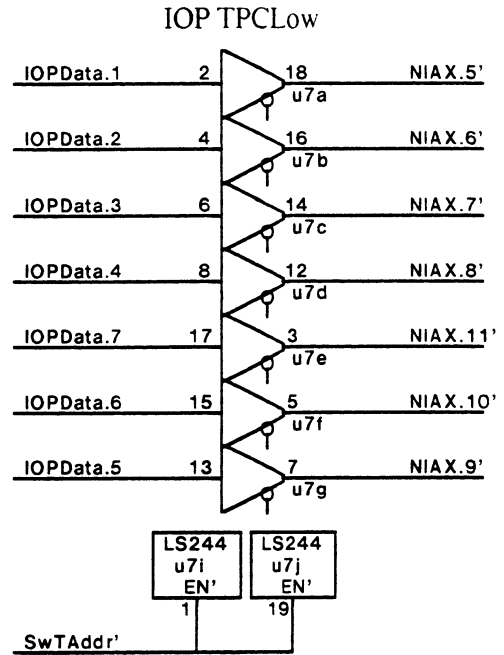 IOP TPCLow
IOPData.1 2 18 NIAX.5'
u7a
IOPData.2 4 16 NIAX.6'
u7b
IOPData.3 6 14 NIAX.7'
u7c
IOPData.4 8 12 NIAX.8'
u7d
IOPData.7 17 3 NIAX.11'
u7e
IOPData.6 15 5 NIAX.10'
u7f
IOPData.5 13 7 NIAX.9'
u7g
LS244 LS244
u7i u7j
EN' EN'
1 19
SwTAddr'